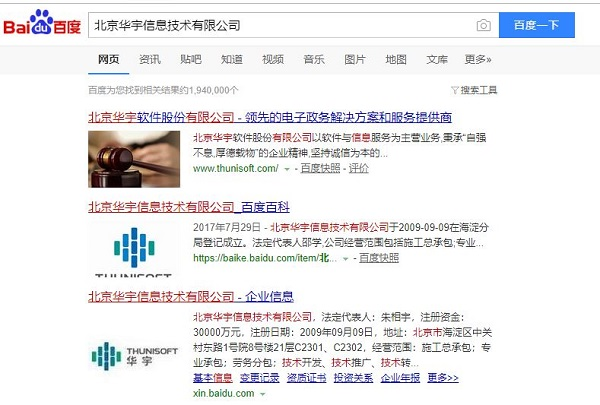 Bai du 百度 北京华宇信息技术有限公司 百度一下
网页 资讯 贴吧 知道 视频 音乐 图片 地图 文库 更多»
百度为您找到相关结果约1,940,000个 搜索工具
北京华宇软件股份有限公司 - 领先的电子政务解决方案和服务提供商
北京华宇软件股份有限公司以软件与信息服务为主营业务,秉承"自强
不息,厚德载物"的企业精神,坚持诚信为本的...
www.thunisoft.com/ - 百度快照 - 评价
北京华宇信息技术有限公司_百度百科
THUNISOFT
2017年7月29日 - 北京华宇信息技术有限公司于2009-09-09在海淀分
局登记成立。法定代表人邵学,公司经营范围包括施工总承包;专业...
https://baike.baidu.com/item/北... - 百度快照
北京华宇信息技术有限公司 - 企业信息
THUNISOFT
华宇
北京华宇信息技术有限公司，法定代表人：朱相宇，注册资金：
30000万元，注册日期：2009年09月09日，地址：北京市海淀区中关
村东路1号院8号楼21层C2301、C2302，经营范围：施工总承包；专
业承包；劳务分包；技术开发、技术推广、技术转...
基本信息 变更记录 资质证书 投资关系 企业年报 更多>>
xin.baidu.com